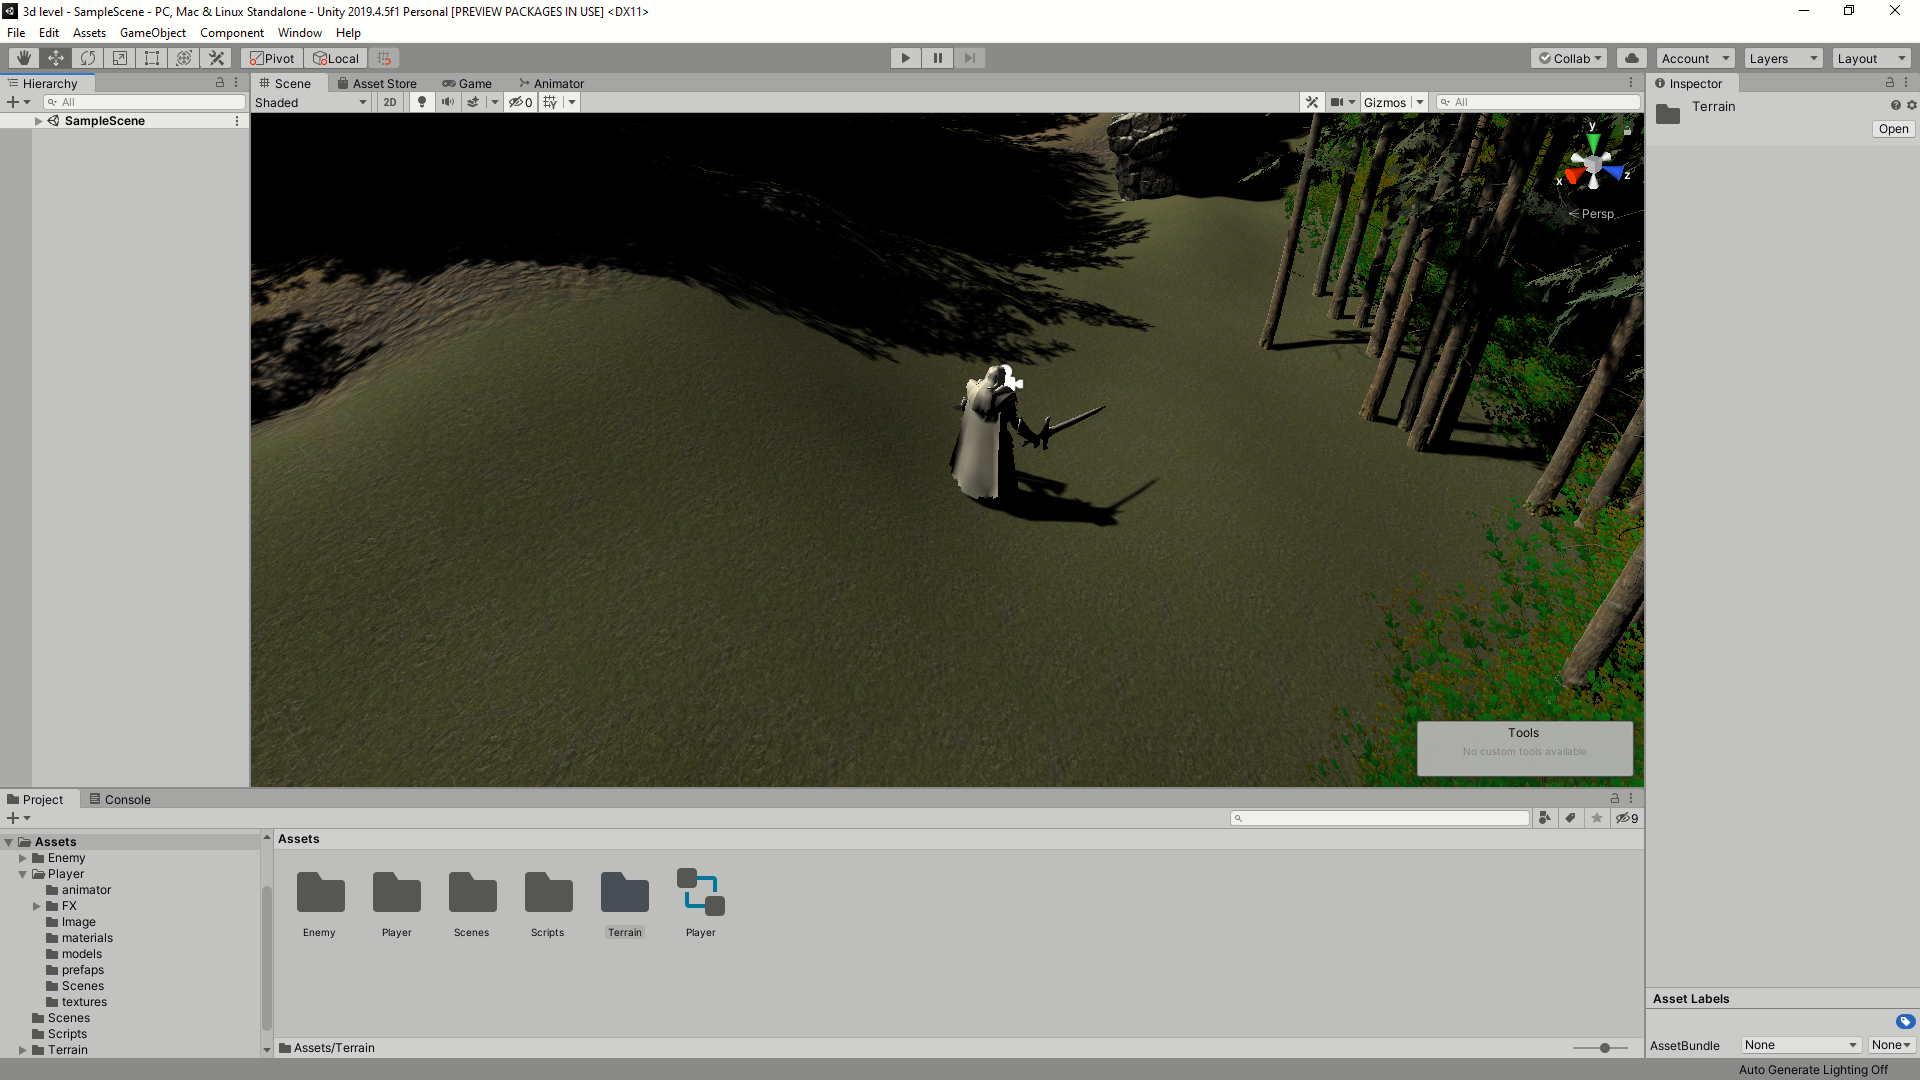 3d level - SampleScene - PC, Mac & Linux Standalone - Unity 2019.4.5f1 Personal [PREVIEW PACKAGES IN USE] <DX11>
File Edit Assets GameObject Component Window Help
Pivot Local Collab Account Layers Layout
Hierarchy
All
SampleScene
Scene Asset Store Game Animator
Shaded 2D 0 Gizmos All
y
x
z
Persp
Tools
No custom tools available
Inspector
Terrain
Open
Project Console
9
Assets
Enemy
Player
animator
FX
Image
materials
models
prefaps
Scenes
textures
Scenes
Scripts
Terrain
Assets
Enemy Player Scenes Scripts Terrain Player
Assets/Terrain
Asset Labels
AssetBundle None None
Auto Generate Lighting Off